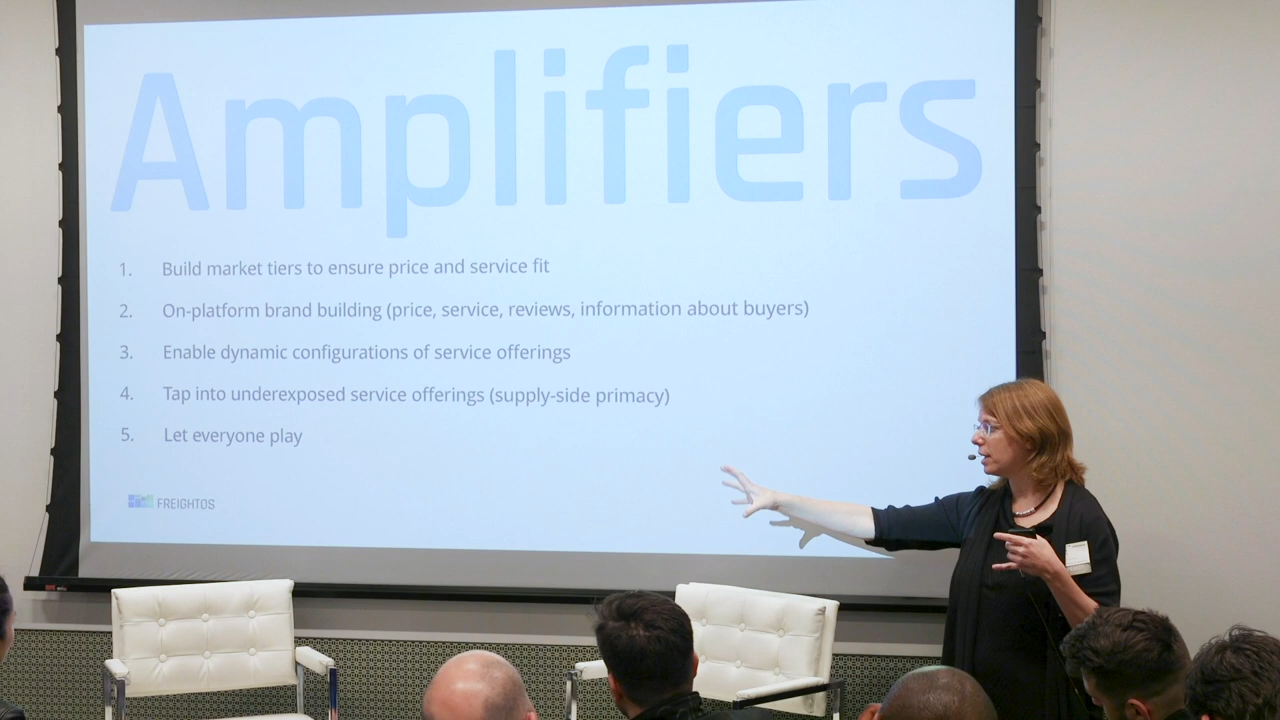 Amplifiers
1. Build market tiers to ensure price and service fit
2. On-platform brand building (price, service, reviews, information about buyers)
3. Enable dynamic configurations of service offerings
4. Tap into underexposed service offerings (supply-side primacy)
5. Let everyone play
FREIGHTOS